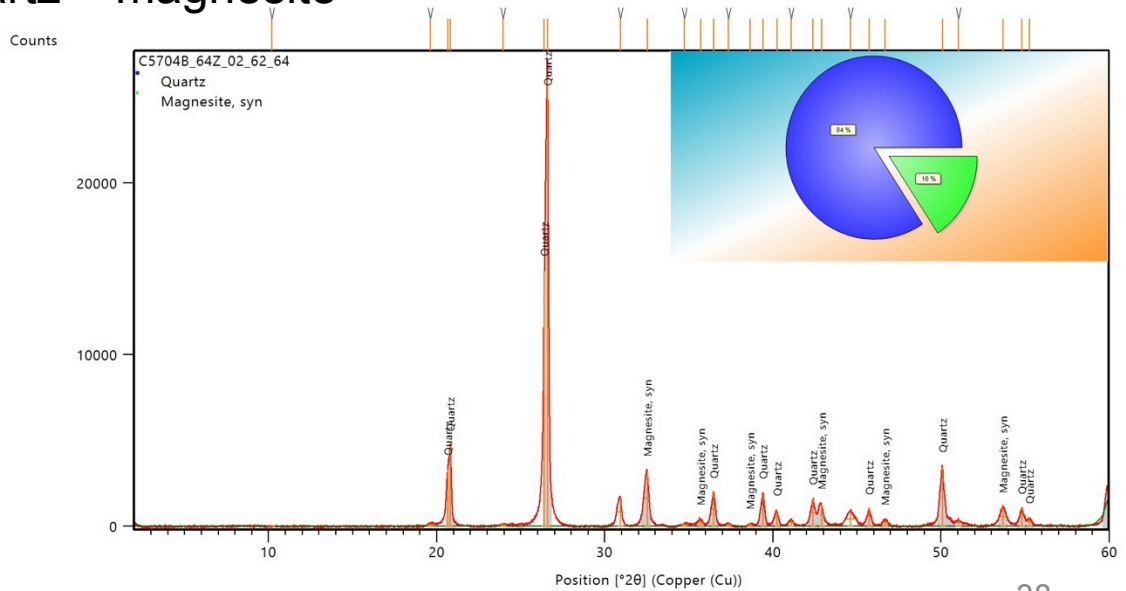 magnesite
Counts
C5704B_64Z_02_62_64
Quartz
Magnesite, syn
84 %
16 %
20000
10000
0
Quartz
Quartz
Quartz
Quartz
Magnesite, syn
Magnesite, syn
Quartz
Magnesite, syn
Quartz
Quartz
Quartz
Magnesite, syn
Quartz
Magnesite, syn
Quartz
Magnesite, syn
Quartz
Quartz
10
20
30
40
50
60
Position [°2θ] (Copper (Cu))